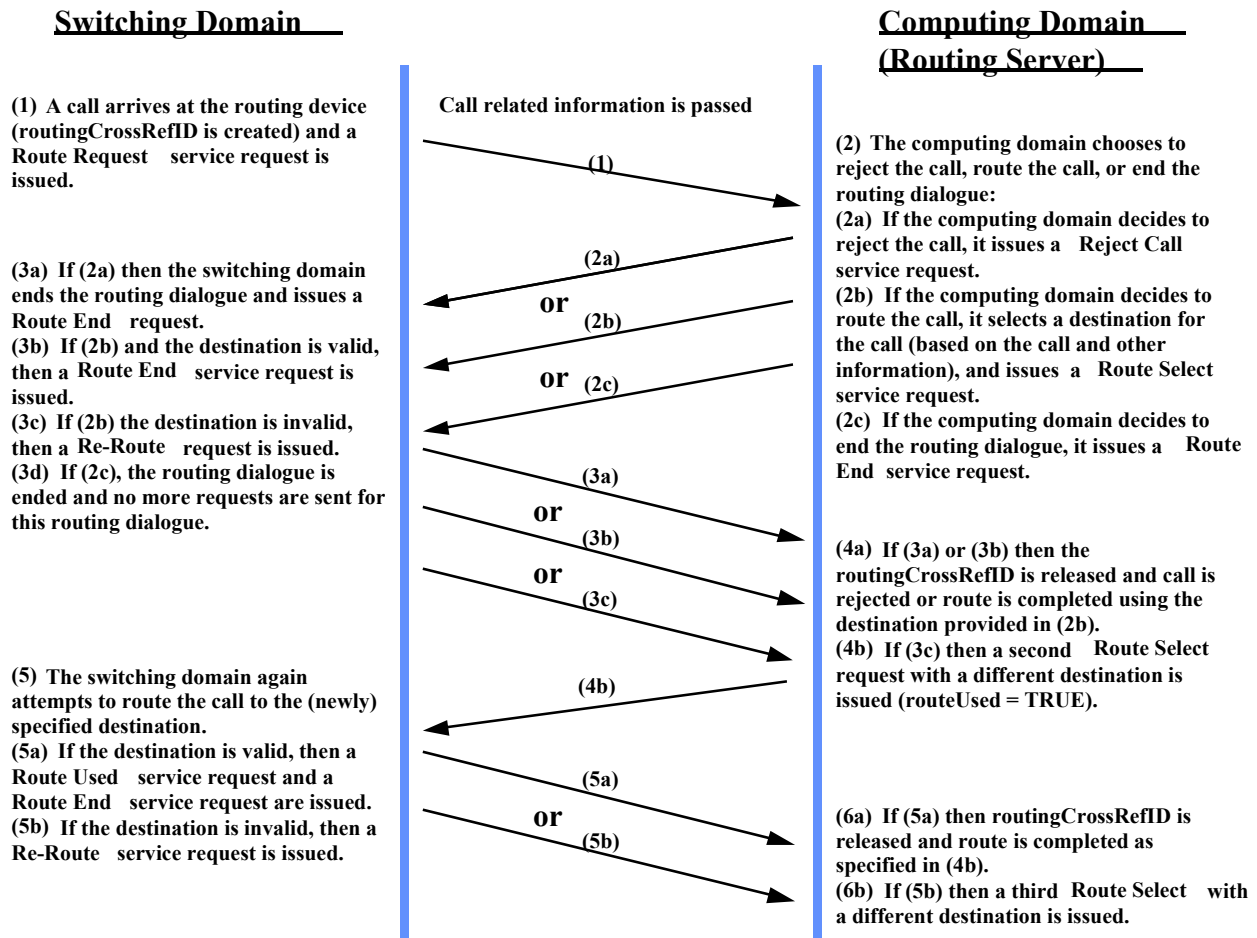 Switching Domain
Computing Domain
(Routing Server)
(1) A call arrives at the routing device
(routingCrossRefID is created) and a
Route Request service request is
issued.
(3a) If (2a) then the switching domain
ends the routing dialogue and issues a
Route End request.
(3b) If (2b) and the destination is valid,
then a Route End service request is
issued.
(3c) If (2b) the destination is invalid,
then a Re-Route request is issued.
(3d) If (2c), the routing dialogue is
ended and no more requests are sent for
this routing dialogue.
(5) The switching domain again
attempts to route the call to the (newly)
specified destination.
(5a) If the destination is valid, then a
Route Used service request and a
Route End service request are issued.
(5b) If the destination is invalid, then a
Re-Route service request is issued.
Call related information is passed
(1)
(2a)
or
(2b)
or
(2c)
(3a)
or
(3b)
or
(3c)
(4b)
(5a)
or
(5b)
(2) The computing domain chooses to
reject the call, route the call, or end the
routing dialogue:
(2a) If the computing domain decides to
reject the call, it issues a Reject Call
service request.
(2b) If the computing domain decides to
route the call, it selects a destination for
the call (based on the call and other
information), and issues a Route Select
service request.
(2c) If the computing domain decides to
end the routing dialogue, it issues a Route
End service request.
(4a) If (3a) or (3b) then the
routingCrossRefID is released and call is
rejected or route is completed using the
destination provided in (2b).
(4b) If (3c) then a second Route Select
request with a different destination is
issued (routeUsed = TRUE).
(6a) If (5a) then routingCrossRefID is
released and route is completed as
specified in (4b).
(6b) If (5b) then a third Route Select with
a different destination is issued.